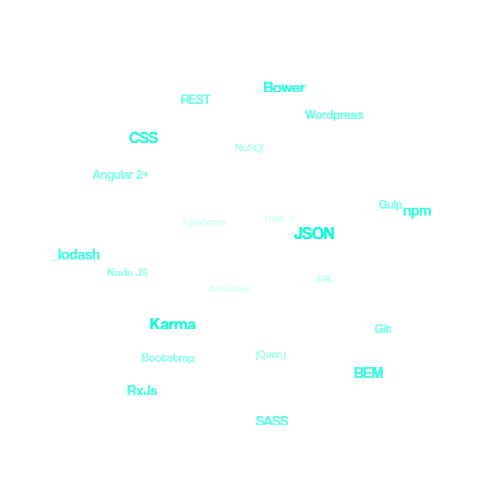 Bower
REST
Wordpress
CSS
NoSQl
Angular 2+
Gulp
npm
TypeScript
HTML 5
JSON
_lodash
Node JS
XML
JavaScript
Karma
Git
jQuery
Bootstrap
BEM
RxJs
SASS